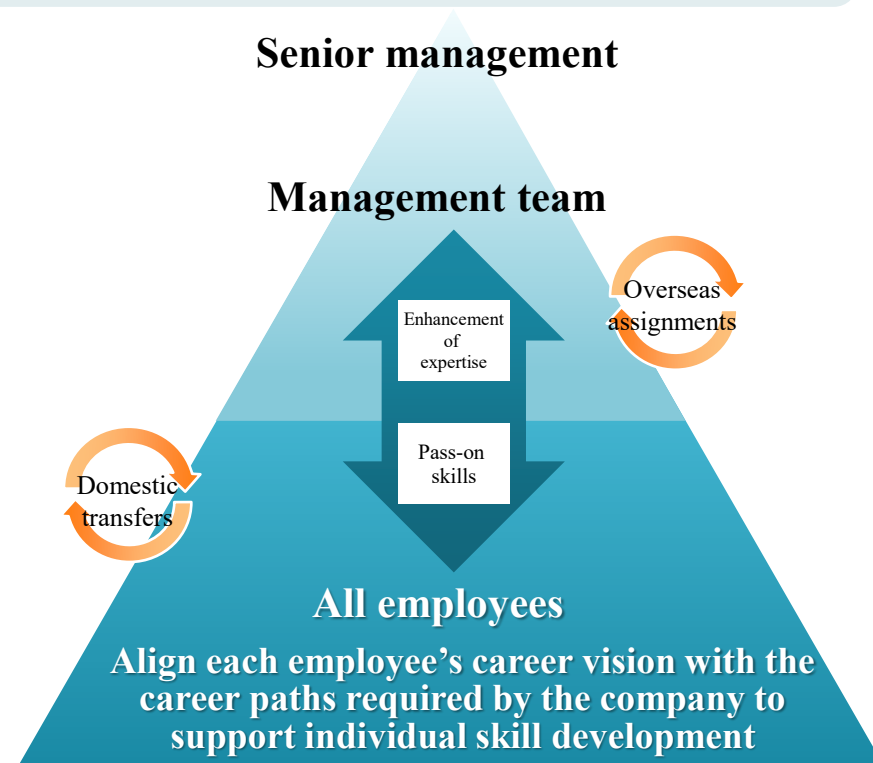 Senior management
Management team
Overseas
assignments
Enhancement
of
expertise
Pass-on
skills
Domestic
transfers
All employees
Align each employee’s career vision with the
career paths required by the company to
support individual skill development